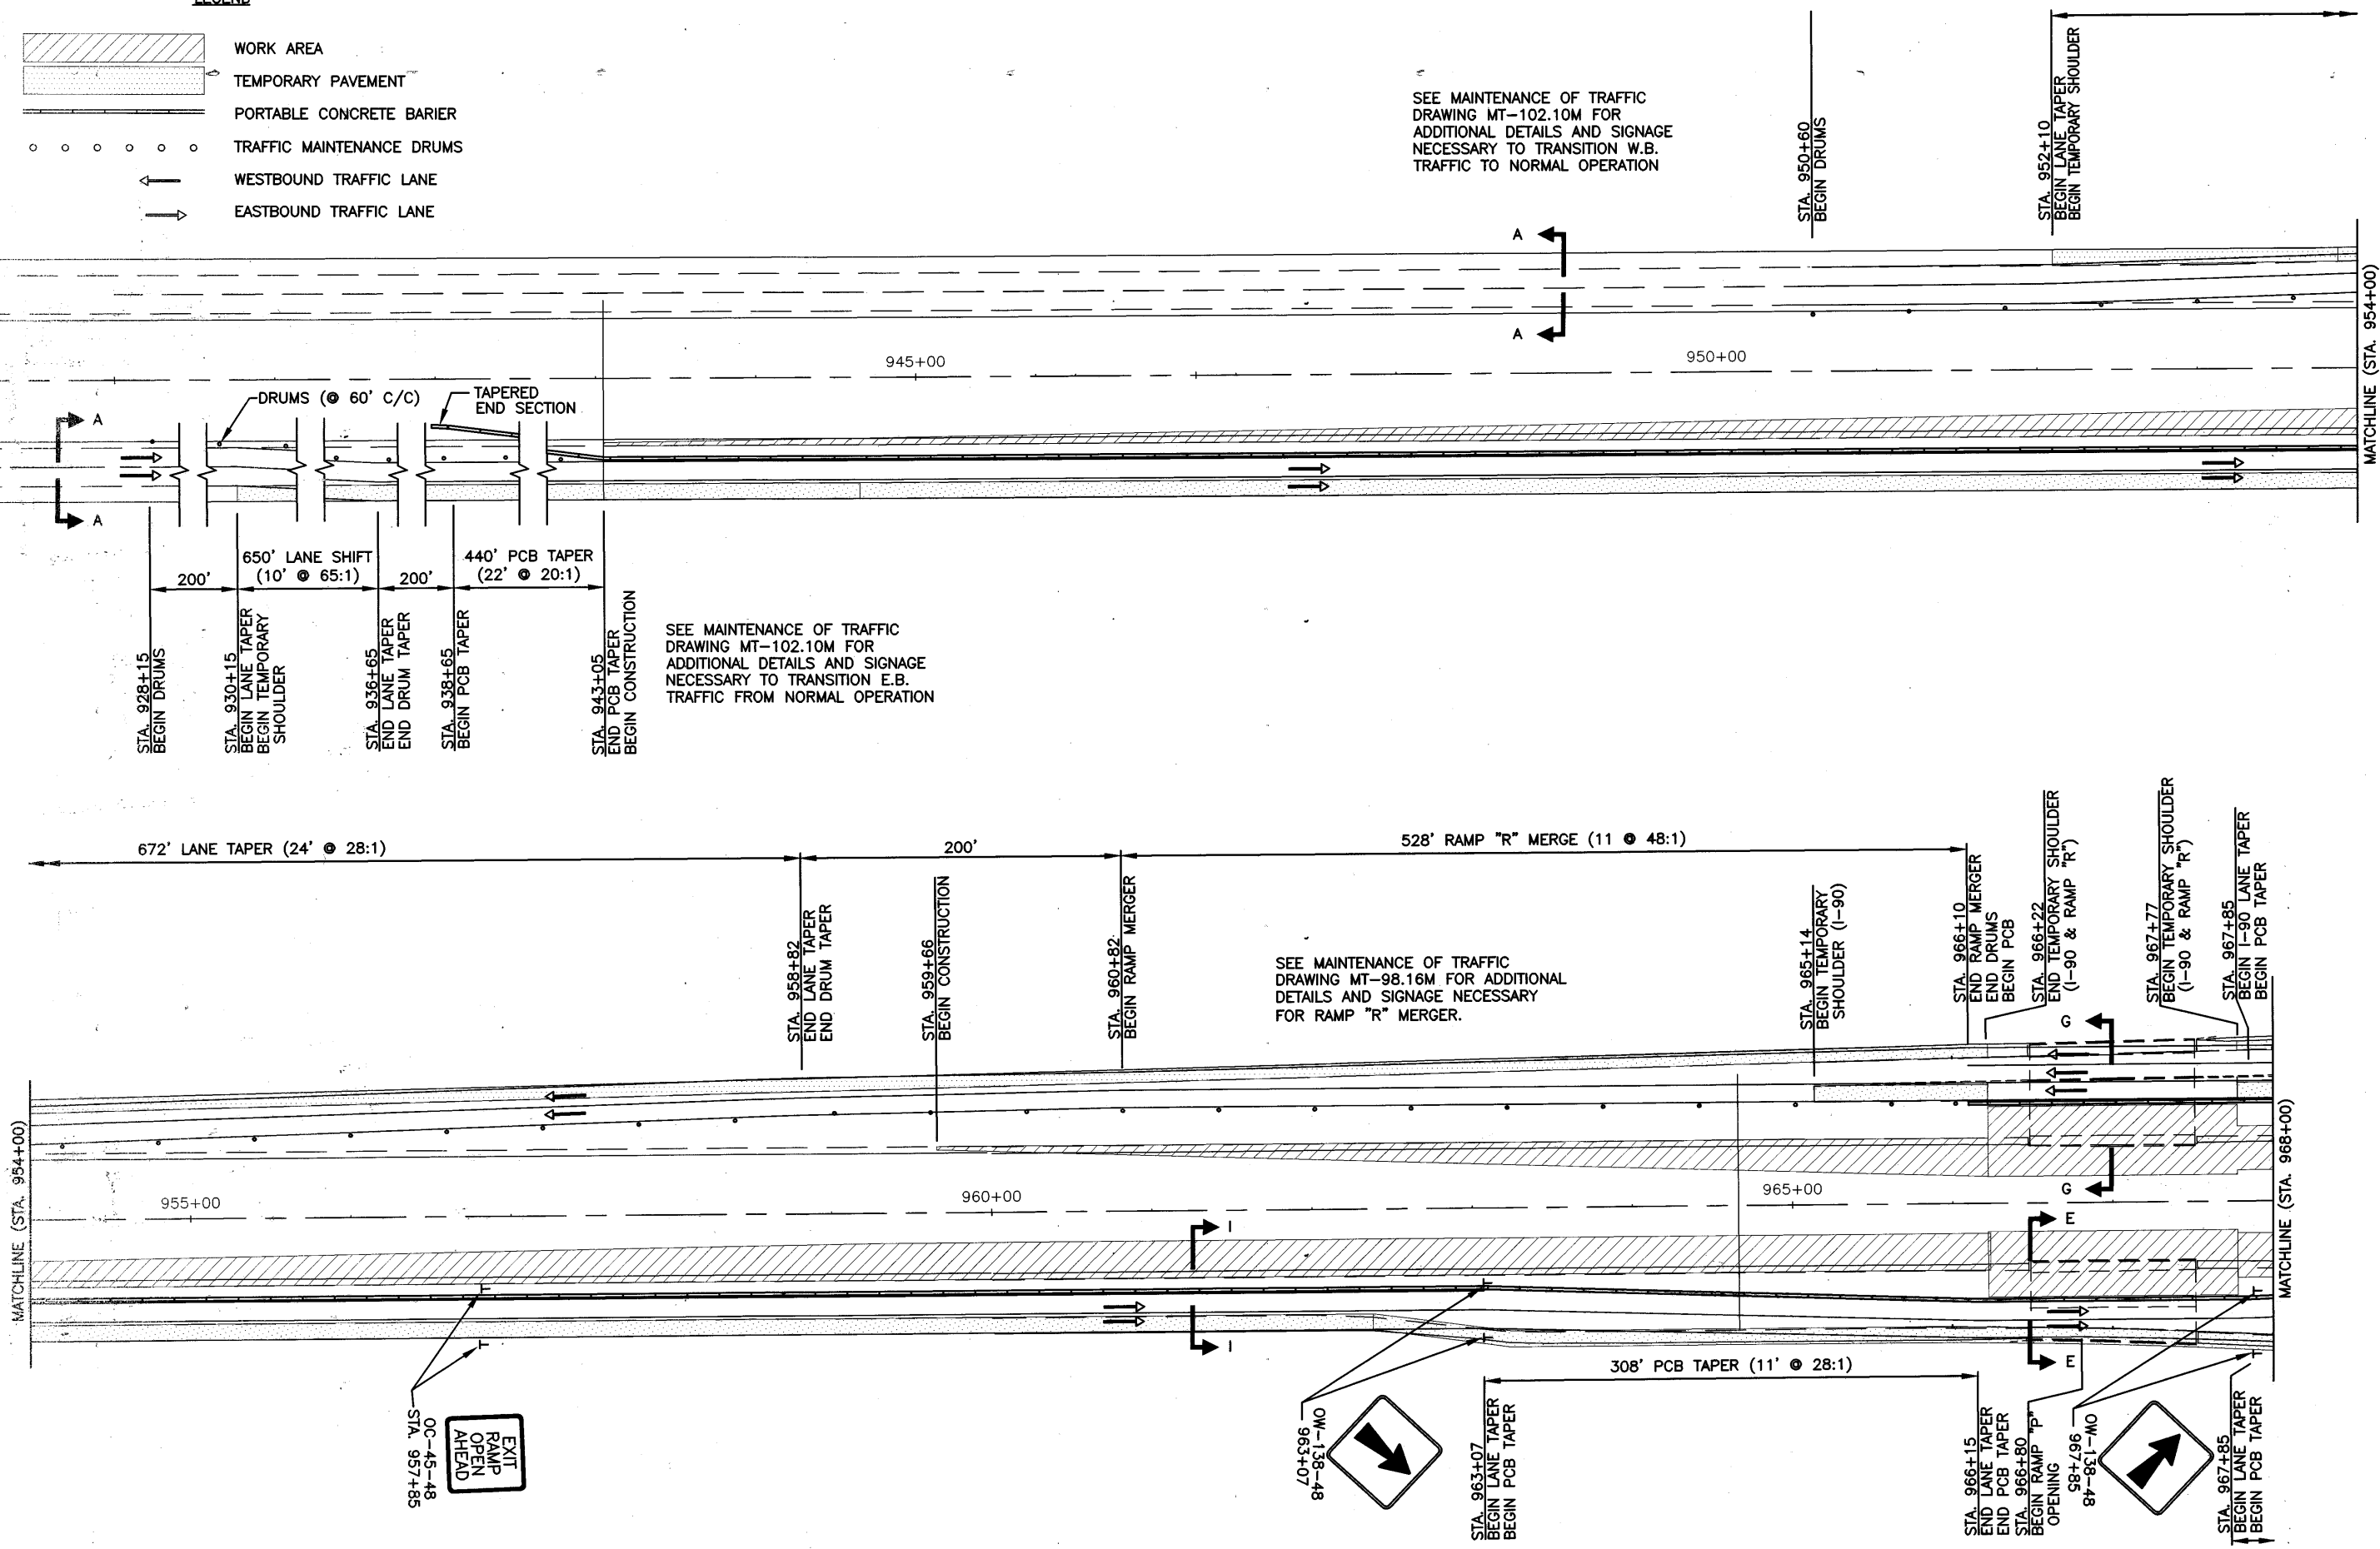 LEGEND
WORK AREA
TEMPORARY PAVEMENT
PORTABLE CONCRETE BARIER
TRAFFIC MAINTENANCE DRUMS
WESTBOUND TRAFFIC LANE
EASTBOUND TRAFFIC LANE
SEE MAINTENANCE OF TRAFFIC
DRAWING MT-102.10M FOR
ADDITIONAL DETAILS AND SIGNAGE
NECESSARY TO TRANSITION W.B.
TRAFFIC TO NORMAL OPERATION
STA. 950+60
BEGIN DRUMS
STA. 952+10
BEGIN LANE TAPER
BEGIN TEMPORARY SHOULDER
A
A
945+00
950+00
MATCHLINE (STA. 954+00)
DRUMS (@ 60' C/C)
TAPERED
END SECTION
A
A
200'
650' LANE SHIFT
(10' @ 65:1)
200'
440' PCB TAPER
(22' @ 20:1)
STA. 928+15
BEGIN DRUMS
STA. 930+15
BEGIN LANE TAPER
BEGIN TEMPORARY
SHOULDER
STA. 936+65
END LANE TAPER
END DRUM TAPER
STA. 938+65
BEGIN PCB TAPER
STA. 943+05
END PCB TAPER
BEGIN CONSTRUCTION
SEE MAINTENANCE OF TRAFFIC
DRAWING MT-102.10M FOR
ADDITIONAL DETAILS AND SIGNAGE
NECESSARY TO TRANSITION E.B.
TRAFFIC FROM NORMAL OPERATION
672' LANE TAPER (24' @ 28:1)
200'
528' RAMP "R" MERGE (11 @ 48:1)
STA. 958+82
END LANE TAPER
END DRUM TAPER
STA. 959+66
BEGIN CONSTRUCTION
STA. 960+82
BEGIN RAMP MERGER
SEE MAINTENANCE OF TRAFFIC
DRAWING MT-98.16M FOR ADDITIONAL
DETAILS AND SIGNAGE NECESSARY
FOR RAMP "R" MERGER.
STA. 965+14
BEGIN TEMPORARY
SHOULDER (I-90)
STA. 966+10
END RAMP MERGER
END DRUMS
BEGIN PCB
STA. 966+22
END TEMPORARY SHOULDER
(I-90 & RAMP "R")
STA. 967+77
BEGIN TEMPORARY SHOULDER
(I-90 & RAMP "R")
STA. 967+85
BEGIN I-90 LANE TAPER
BEGIN PCB TAPER
G
G
MATCHLINE (STA. 954+00)
955+00
960+00
965+00
MATCHLINE (STA. 968+00)
I
I
E
E
308' PCB TAPER (11' @ 28:1)
OC-45-48
STA. 957+85
EXIT
RAMP
OPEN
AHEAD
OW-138-48
963+07
STA. 963+07
BEGIN LANE TAPER
BEGIN PCB TAPER
STA. 966+15
END LANE TAPER
END PCB TAPER
STA. 966+80
BEGIN RAMP "P"
OPENING
OW-138-48
967+85
STA. 967+85
BEGIN LANE TAPER
BEGIN PCB TAPER